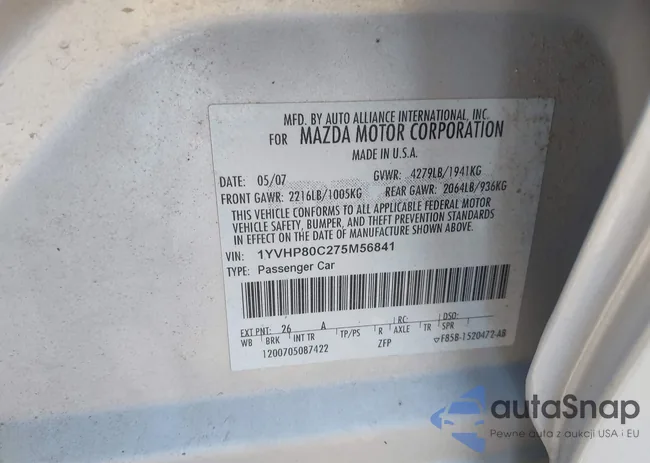 MFD. BY AUTO ALLIANCE INTERNATIONAL, INC.
FOR MAZDA MOTOR CORPORATION
MADE IN U.S.A.
DATE: 05/07 GVWR: 4279LB/1941KG
FRONT GAWR: 2216LB/1005KG REAR GAWR: 2064LB/936KG
THIS VEHICLE CONFORMS TO ALL APPLICABLE FEDERAL MOTOR
VEHICLE SAFETY, BUMPER, AND THEFT PREVENTION STANDARDS
IN EFFECT ON THE DATE OF MANUFACTURE SHOWN ABOVE.
VIN: 1YVHP80C275M56841
TYPE: Passenger Car
EXT PNT: 26 A RC: DSO:
WB BRK INT TR TP/PS R AXLE TR SPR
1200705087422 ZFP ▽F85B-1520472-AB
autaSnap
Pewne auta z aukcji USA i EU